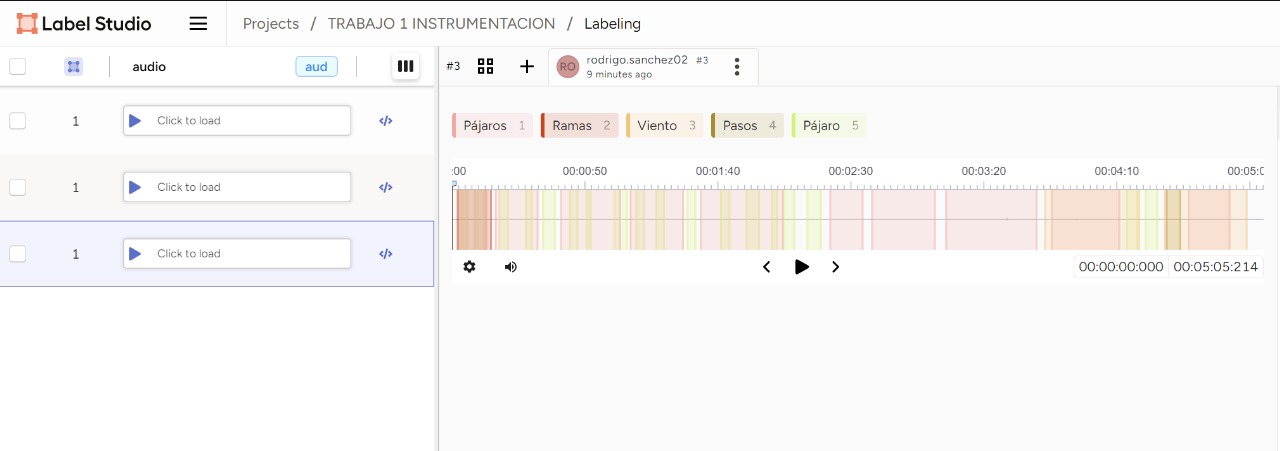 Label Studio
Projects / TRABAJO 1 INSTRUMENTACION / Labeling
audio aud
#3 + RO rodrigo.sanchez02 #3
9 minutes ago
1 Click to load </>
1 Click to load </>
1 Click to load </>
Pájaros 1 Ramas 2 Viento 3 Pasos 4 Pájaro 5
:00 00:00:50 00:01:40 00:02:30 00:03:20 00:04:10 00:05:0
00:00:00:000 00:05:05:214